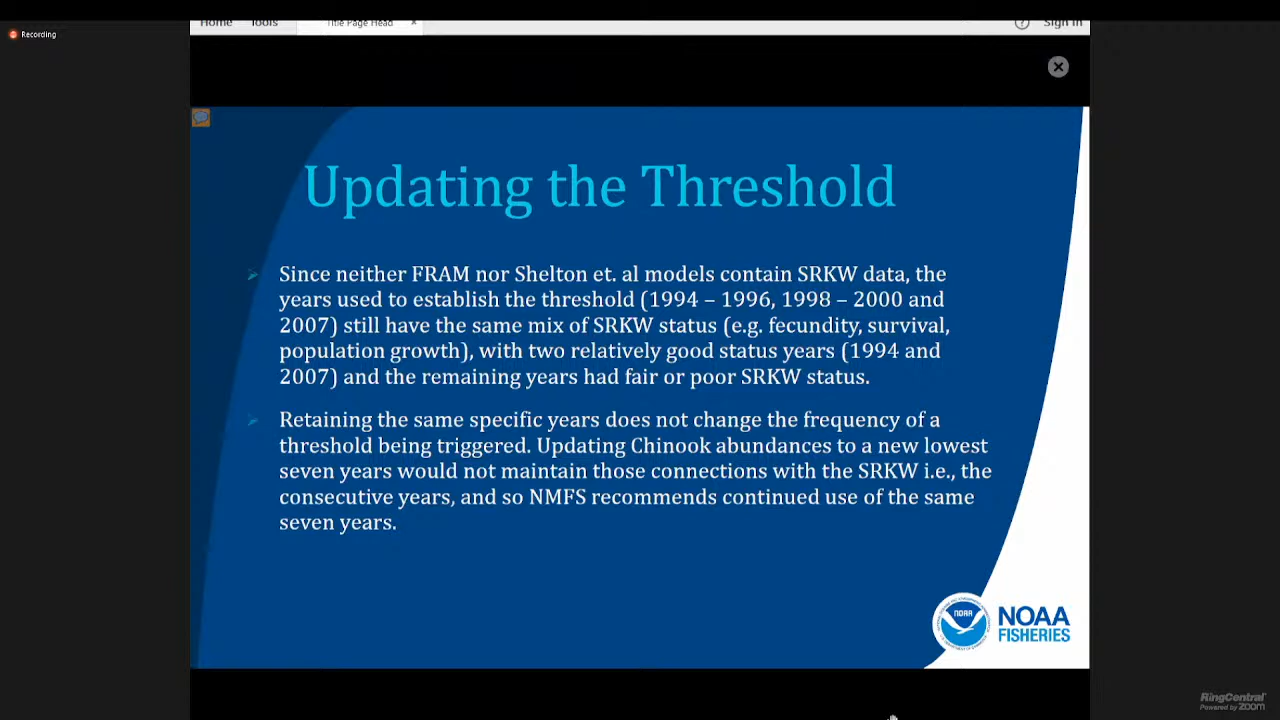 Home Tools Title Page Head × ? Sign In
Recording
Updating the Threshold
Since neither FRAM nor Shelton et. al models contain SRKW data, the
years used to establish the threshold (1994 – 1996, 1998 – 2000 and
2007) still have the same mix of SRKW status (e.g. fecundity, survival,
population growth), with two relatively good status years (1994 and
2007) and the remaining years had fair or poor SRKW status.
Retaining the same specific years does not change the frequency of a
threshold being triggered. Updating Chinook abundances to a new lowest
seven years would not maintain those connections with the SRKW i.e., the
consecutive years, and so NMFS recommends continued use of the same
seven years.
NOAA
NOAA
FISHERIES
RingCentral
Powered by zoom